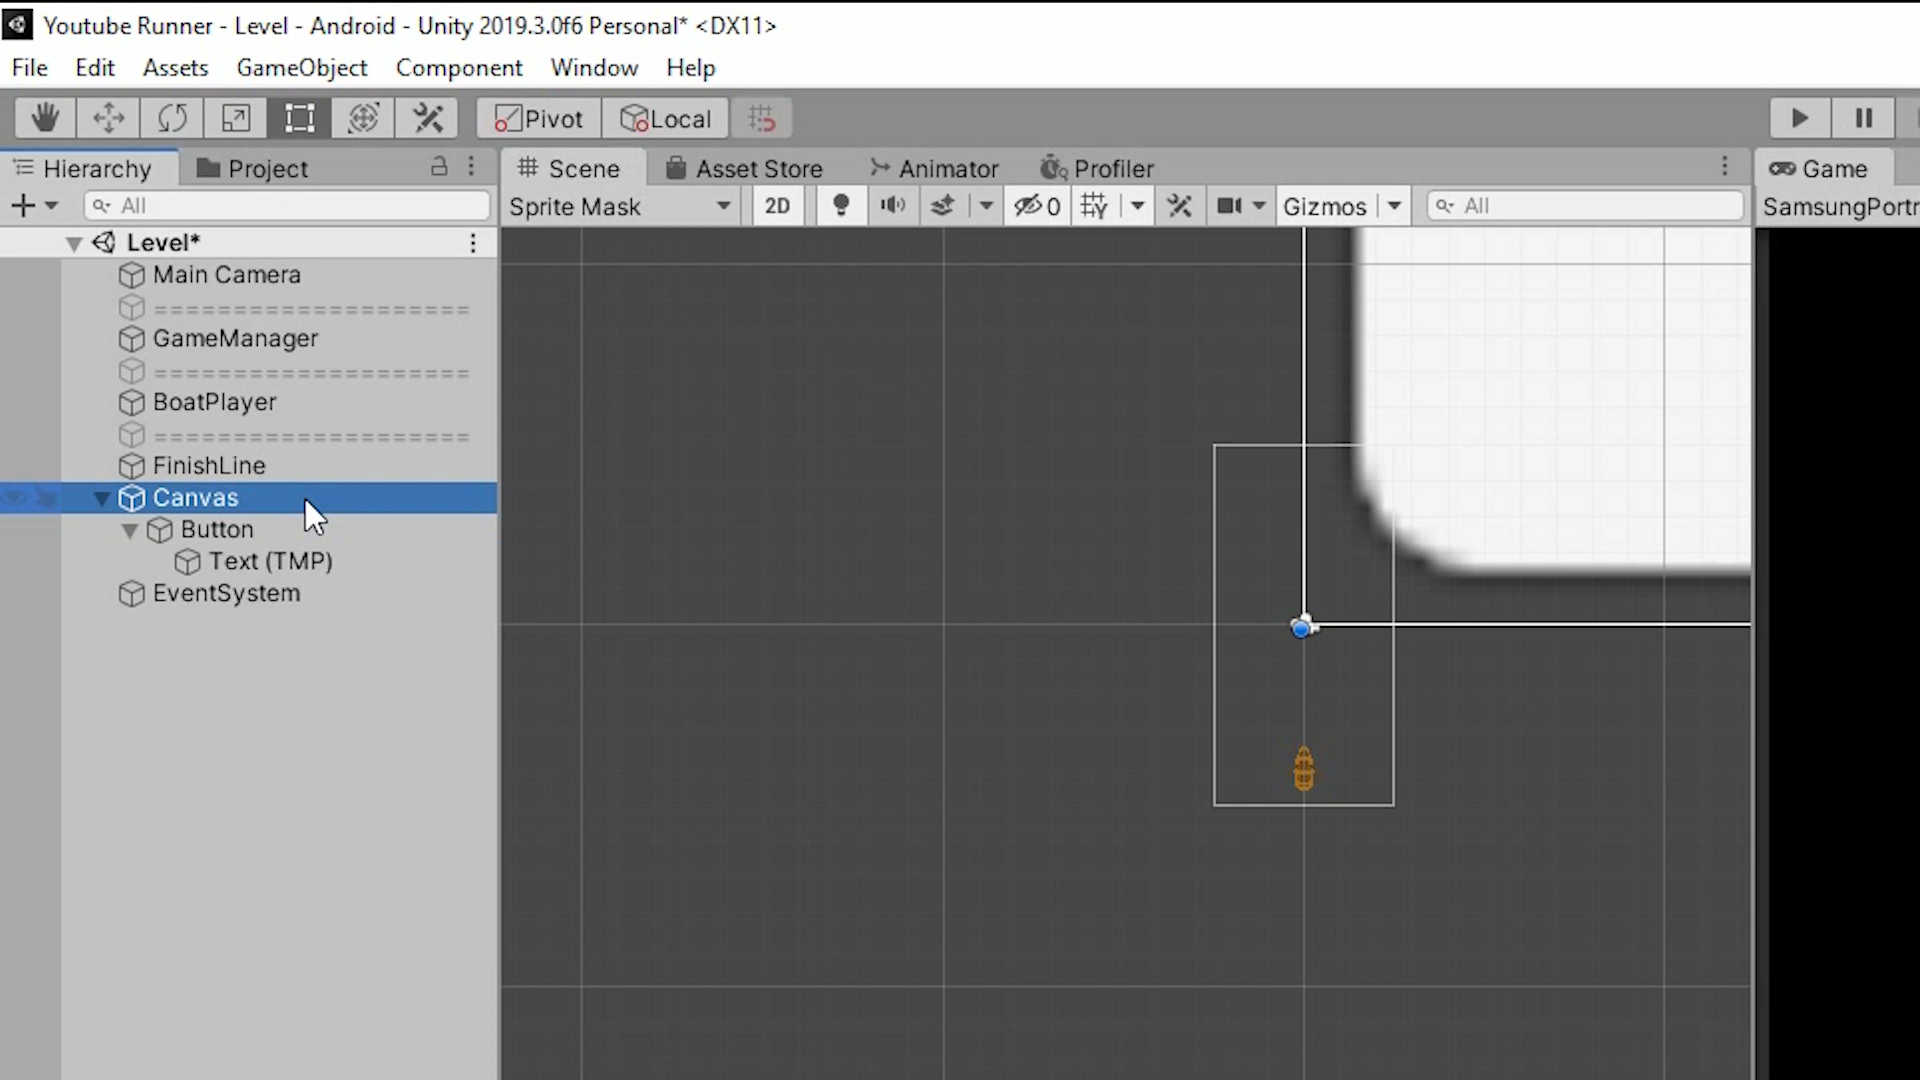 Youtube Runner - Level - Android - Unity 2019.3.0f6 Personal* <DX11>
File Edit Assets GameObject Component Window Help
Pivot Local
Hierarchy Project Scene Asset Store Animator Profiler Game
All Sprite Mask 2D 0 Gizmos All SamsungPortr
Level*
Main Camera
====================
GameManager
====================
BoatPlayer
====================
FinishLine
Canvas
Button
Text (TMP)
EventSystem